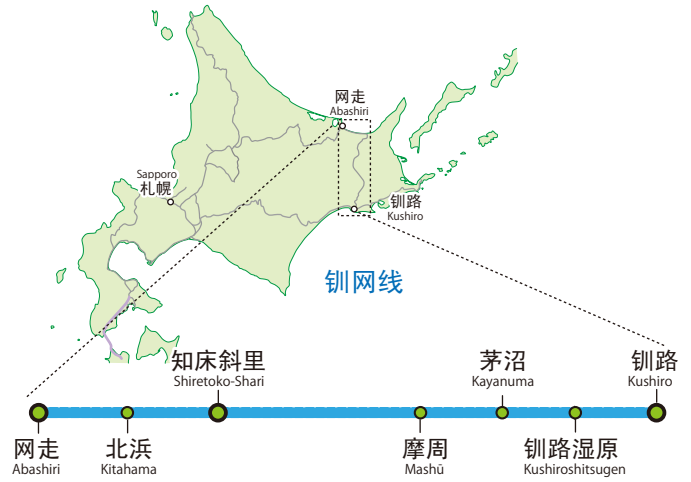 网走
Abashiri
Sapporo
札幌
钏路
Kushiro
钏网线
知床斜里
Shiretoko-Shari
茅沼
Kayanuma
钏路
Kushiro
网走
Abashiri
北浜
Kitahama
摩周
Mashū
钏路湿原
Kushiroshitsugen